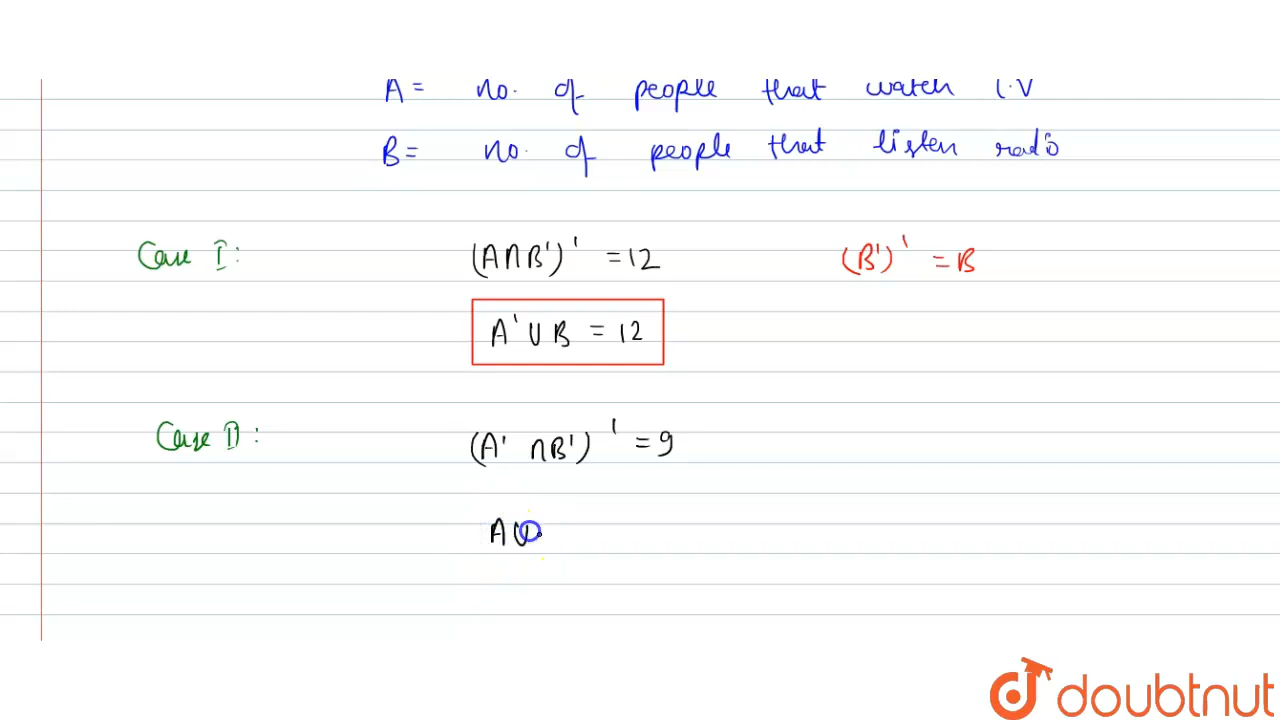 A = no. of people that watch T.V
B = no. of people that listen radio
Case I: (A∩B')' = 12 (B')' = B
A'∪B = 12
Case II: (A' ∩B')' = 9
A∪
doubtnut